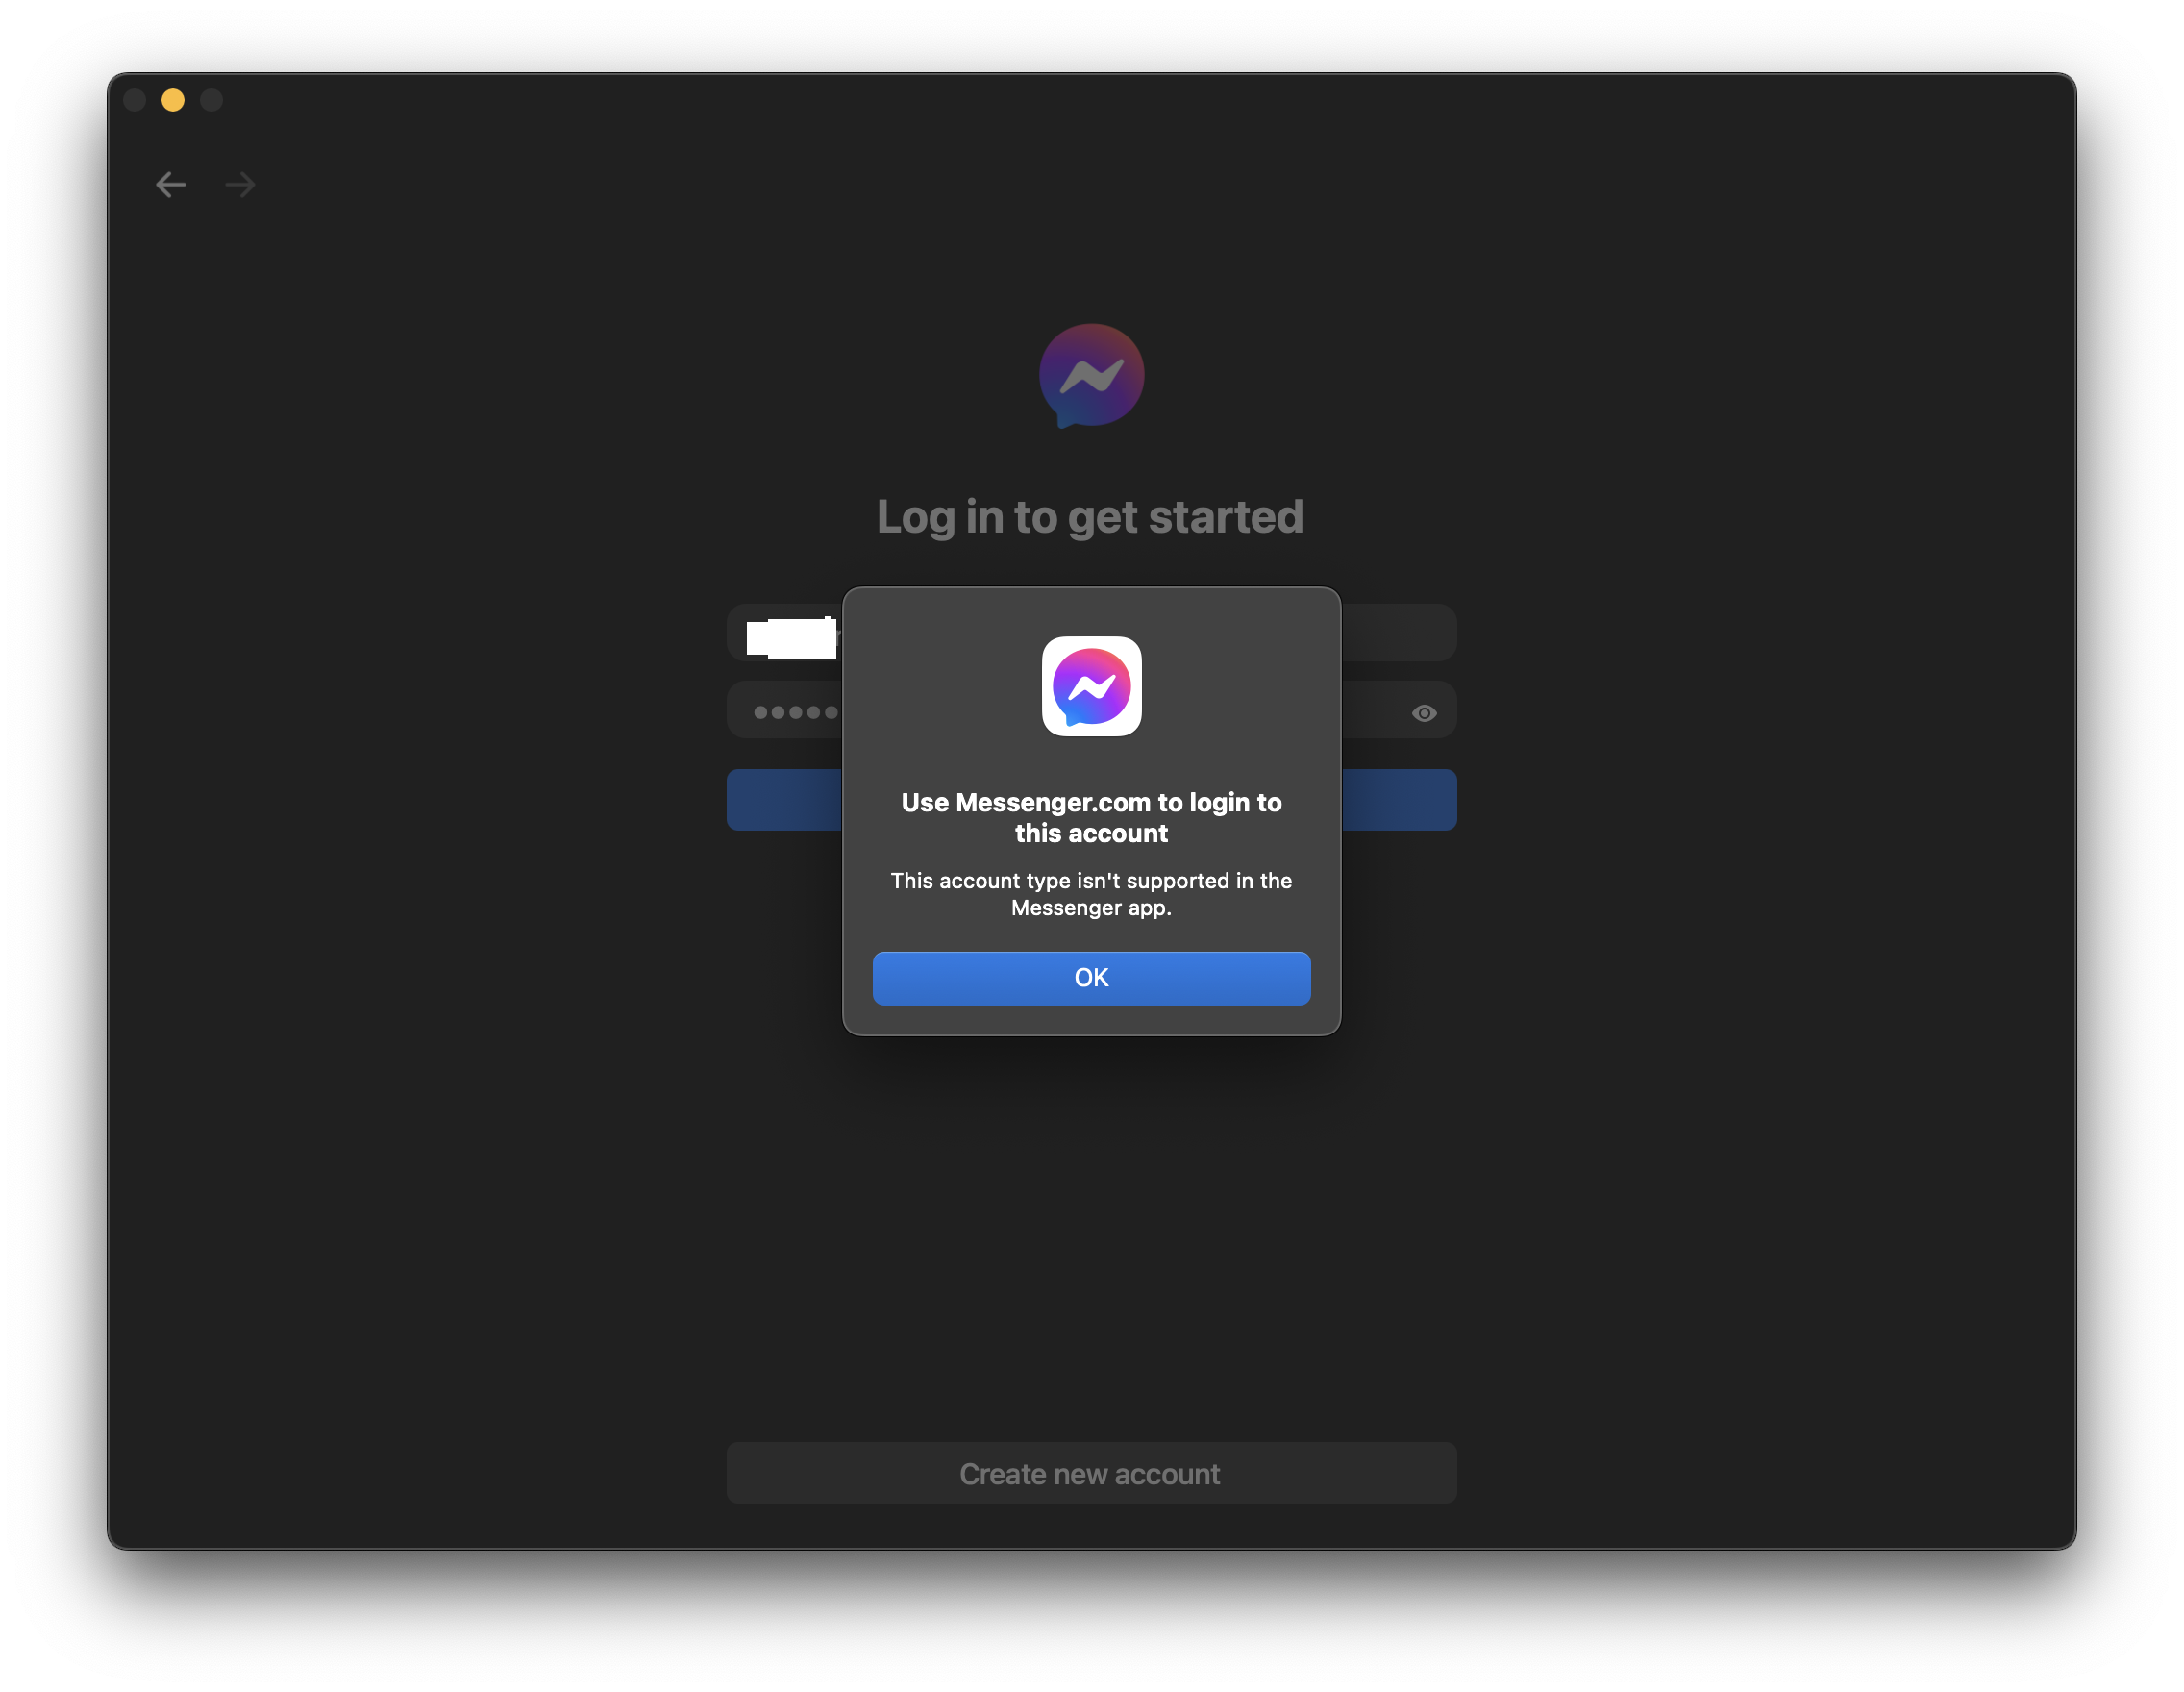 Log in to get started
Use Messenger.com to login to
this account
This account type isn't supported in the
Messenger app.
OK
Create new account